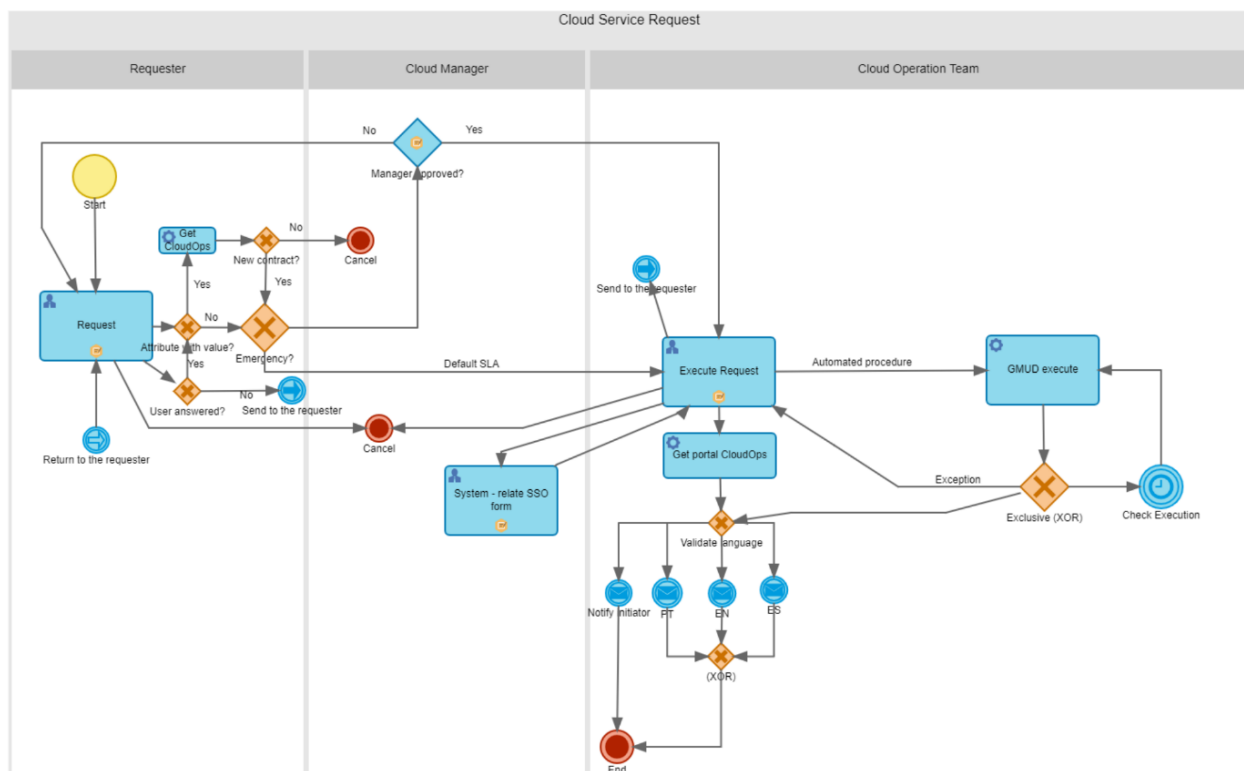 Cloud Service Request
Requester
Cloud Manager
Cloud Operation Team
No
Yes
Manager approved?
Start
Get
CloudOps
No
New contract?
Cancel
Yes
Yes
Send to the requester
Request
No
Attribute with value?
Emergency?
Yes
Default SLA
Execute Request
Automated procedure
GMUD execute
User answered?
No
Send to the requester
Return to the requester
Cancel
Get portal CloudOps
System - relate SSO
form
Exception
Exclusive (XOR)
Check Execution
Validate language
Notify initiator
PT
EN
ES
(XOR)
End